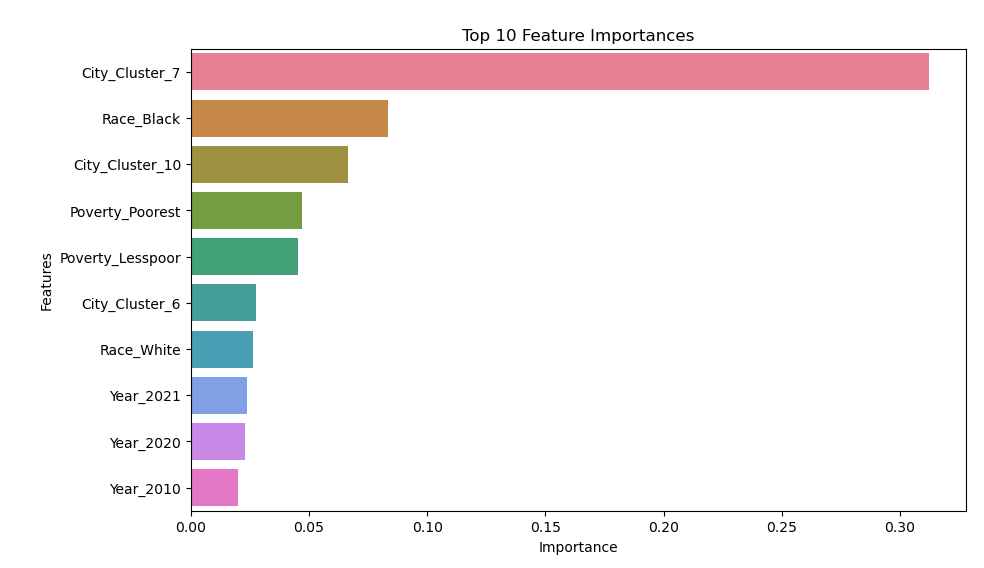 Top 10 Feature Importances
City_Cluster_7
Race_Black
City_Cluster_10
Poverty_Poorest
Poverty_Lesspoor
City_Cluster_6
Race_White
Year_2021
Year_2020
Year_2010
Features
0.00 0.05 0.10 0.15 0.20 0.25 0.30
Importance